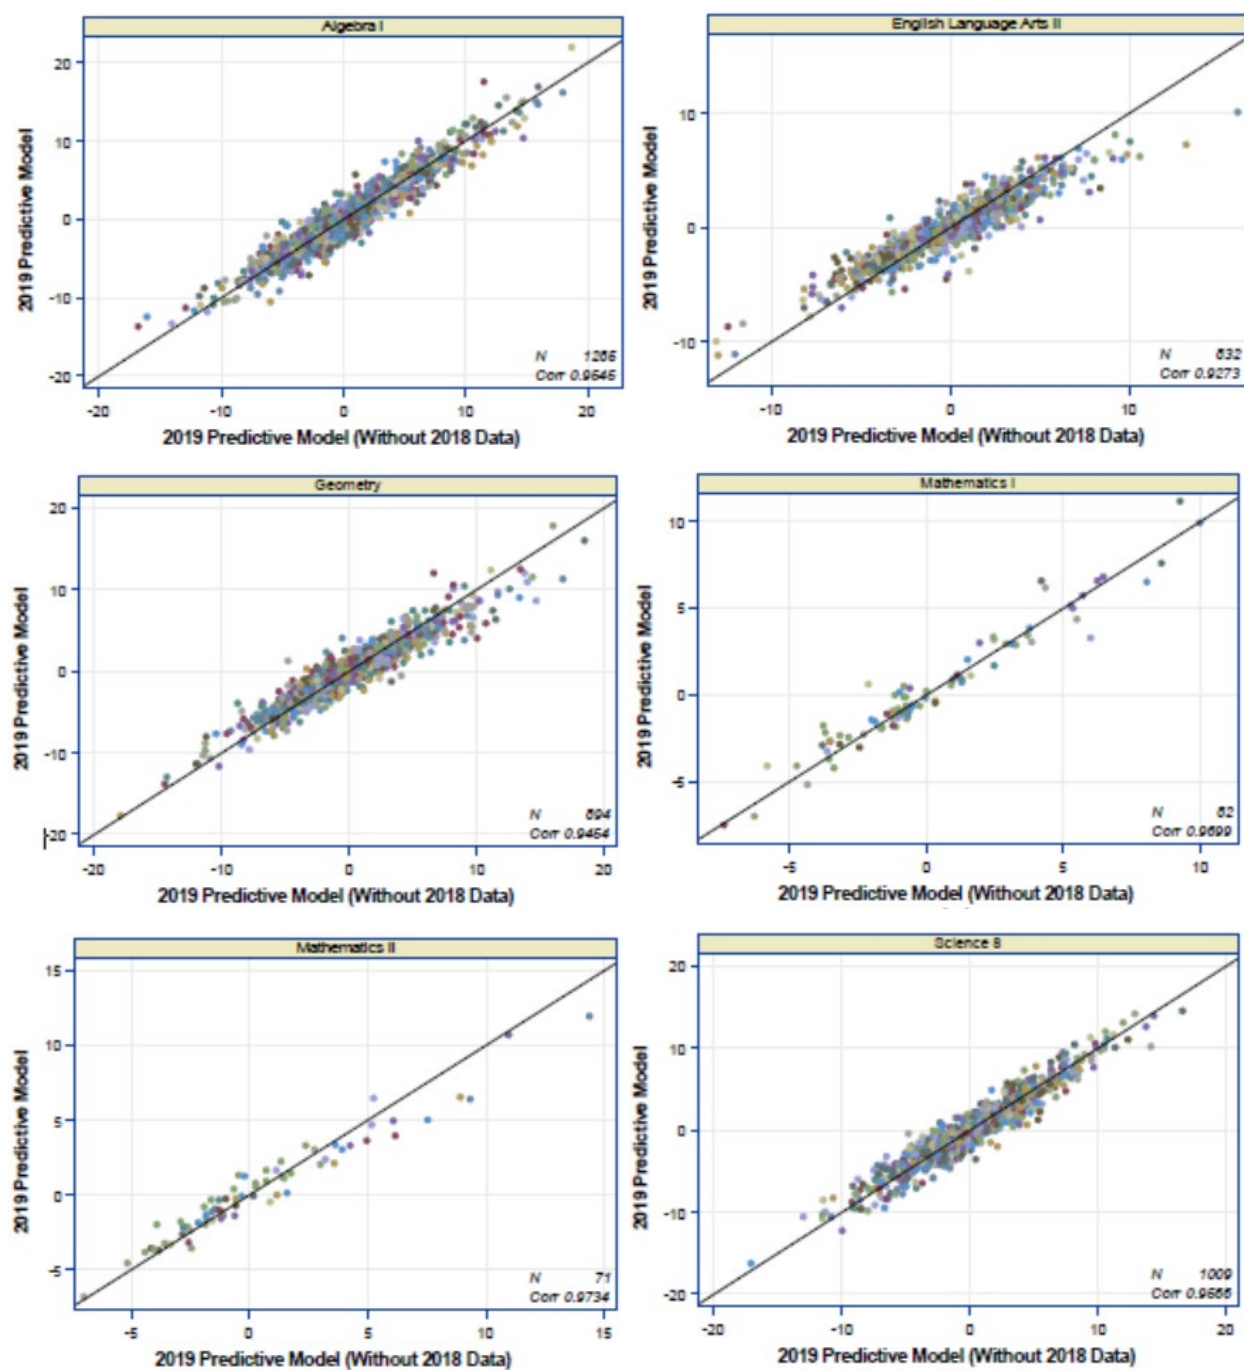 Algebra I
20
10
0
-10
-20
2019 Predictive Model
N 1286
Corr 0.9645
-20 -10 0 10 20
2019 Predictive Model (Without 2018 Data)
English Language Arts II
10
0
-10
2019 Predictive Model
N 832
Corr 0.9273
-10 0 10
2019 Predictive Model (Without 2018 Data)
Geometry
20
10
0
-10
-20
2019 Predictive Model
N 894
Corr 0.9454
-20 -10 0 10 20
2019 Predictive Model (Without 2018 Data)
Mathematics I
10
5
0
-5
2019 Predictive Model
N 82
Corr 0.9699
-5 0 5 10
2019 Predictive Model (Without 2018 Data)
Mathematics II
15
10
5
0
-5
2019 Predictive Model
N 71
Corr 0.9734
-5 0 5 10 15
2019 Predictive Model (Without 2018 Data)
Science 8
20
10
0
-10
-20
2019 Predictive Model
N 1009
Corr 0.9566
-20 -10 0 10 20
2019 Predictive Model (Without 2018 Data)